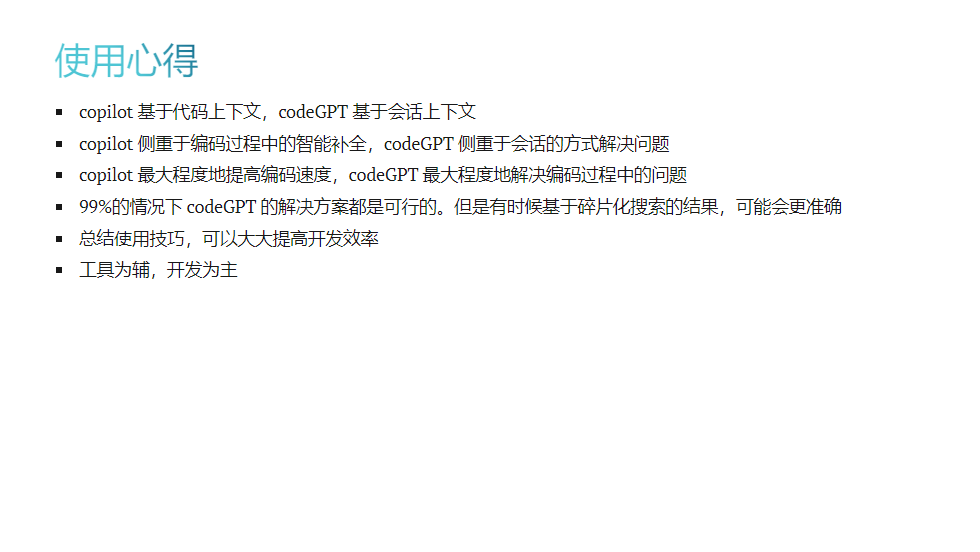 使用心得
▪ copilot 基于代码上下文，codeGPT 基于会话上下文
▪ copilot 侧重于编码过程中的智能补全，codeGPT 侧重于会话的方式解决问题
▪ copilot 最大程度地提高编码速度，codeGPT 最大程度地解决编码过程中的问题
▪ 99%的情况下 codeGPT 的解决方案都是可行的。但是有时候基于碎片化搜索的结果，可能会更准确
▪ 总结使用技巧，可以大大提高开发效率
▪ 工具为辅，开发为主